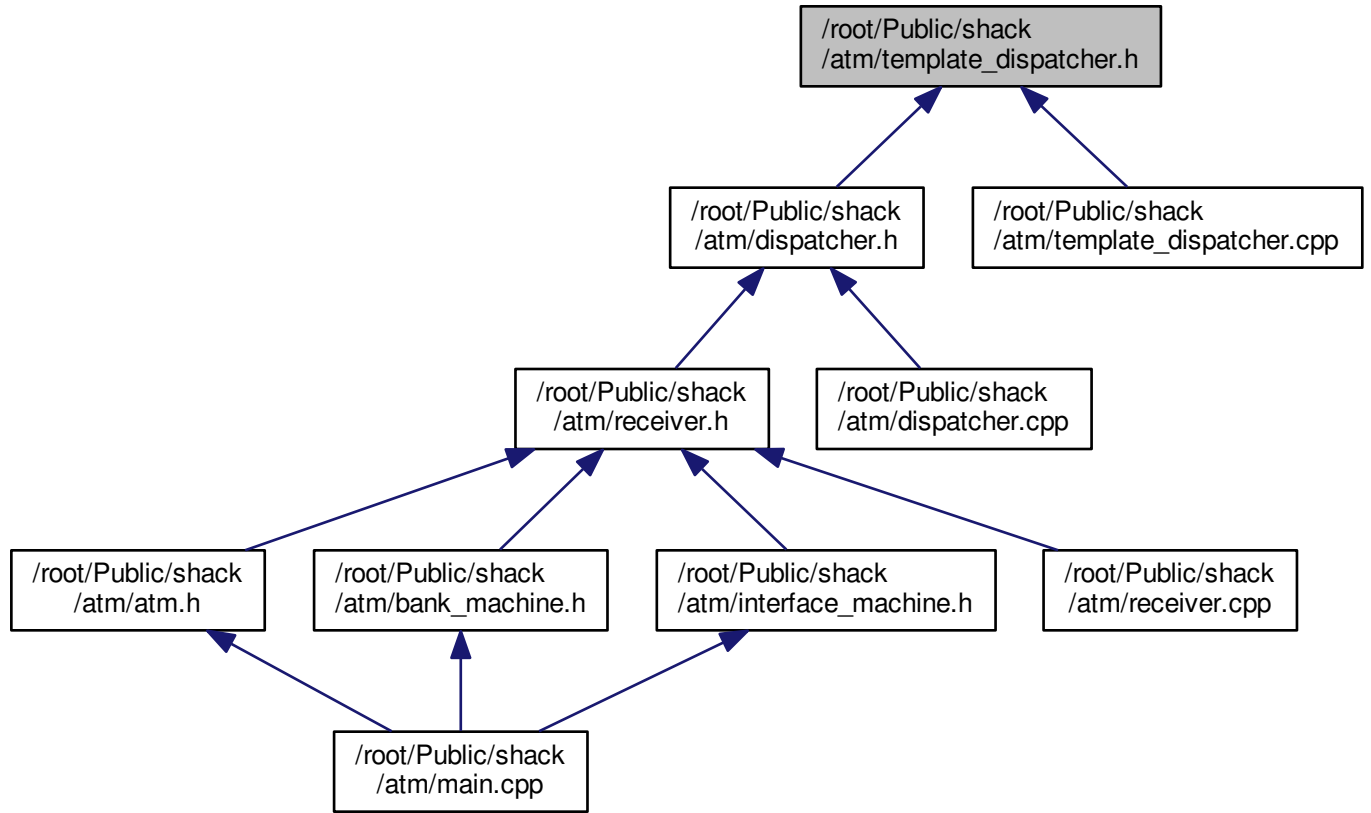 /root/Public/shack
/atm/template_dispatcher.h
/root/Public/shack
/atm/dispatcher.h
/root/Public/shack
/atm/template_dispatcher.cpp
/root/Public/shack
/atm/receiver.h
/root/Public/shack
/atm/dispatcher.cpp
/root/Public/shack
/atm/atm.h
/root/Public/shack
/atm/bank_machine.h
/root/Public/shack
/atm/interface_machine.h
/root/Public/shack
/atm/receiver.cpp
/root/Public/shack
/atm/main.cpp